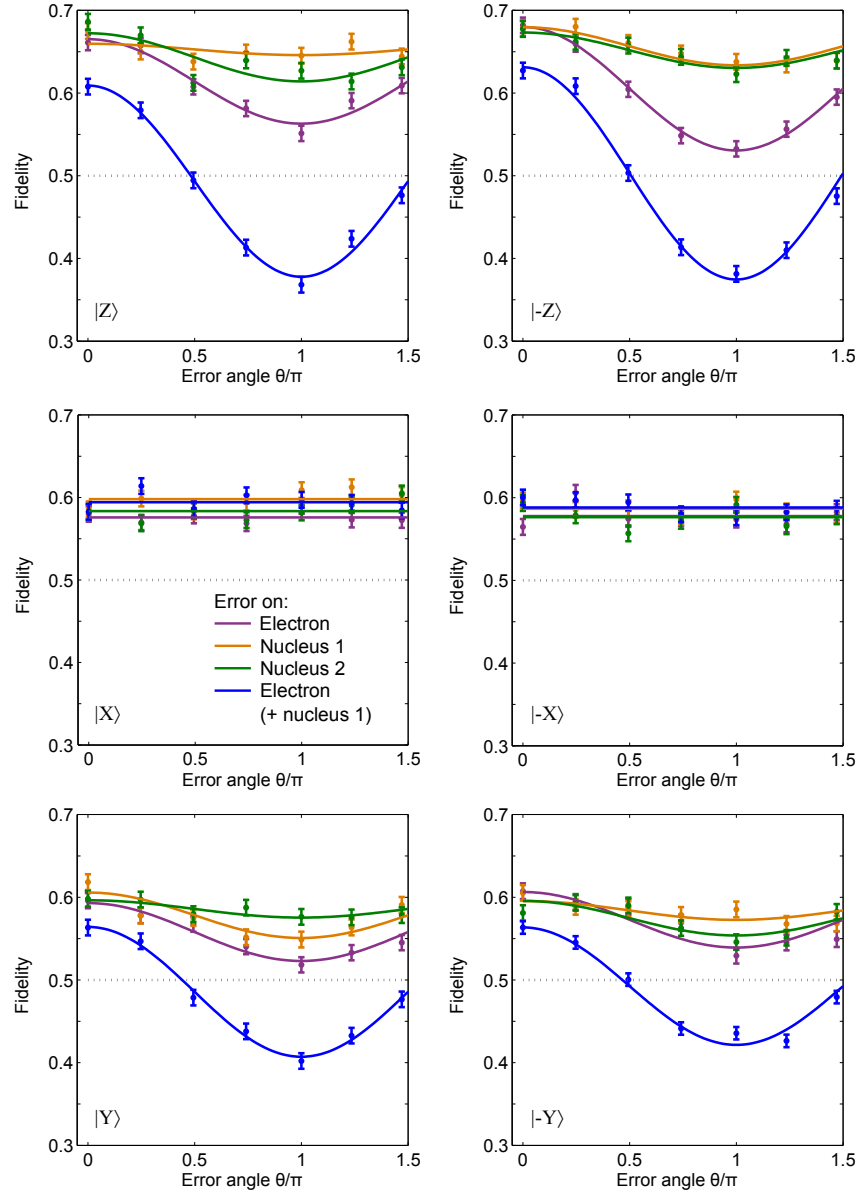 0.7
0.6
0.5
0.4
0.3
Fidelity
|Z⟩
0 0.5 1 1.5
Error angle θ/π
0.7
0.6
0.5
0.4
0.3
Fidelity
|-Z⟩
0 0.5 1 1.5
Error angle θ/π
0.7
0.6
0.5
0.4
0.3
Fidelity
Error on:
Electron
Nucleus 1
Nucleus 2
Electron
(+ nucleus 1)
|X⟩
0 0.5 1 1.5
Error angle θ/π
0.7
0.6
0.5
0.4
0.3
Fidelity
|-X⟩
0 0.5 1 1.5
Error angle θ/π
0.7
0.6
0.5
0.4
0.3
Fidelity
|Y⟩
0 0.5 1 1.5
Error angle θ/π
0.7
0.6
0.5
0.4
0.3
Fidelity
|-Y⟩
0 0.5 1 1.5
Error angle θ/π